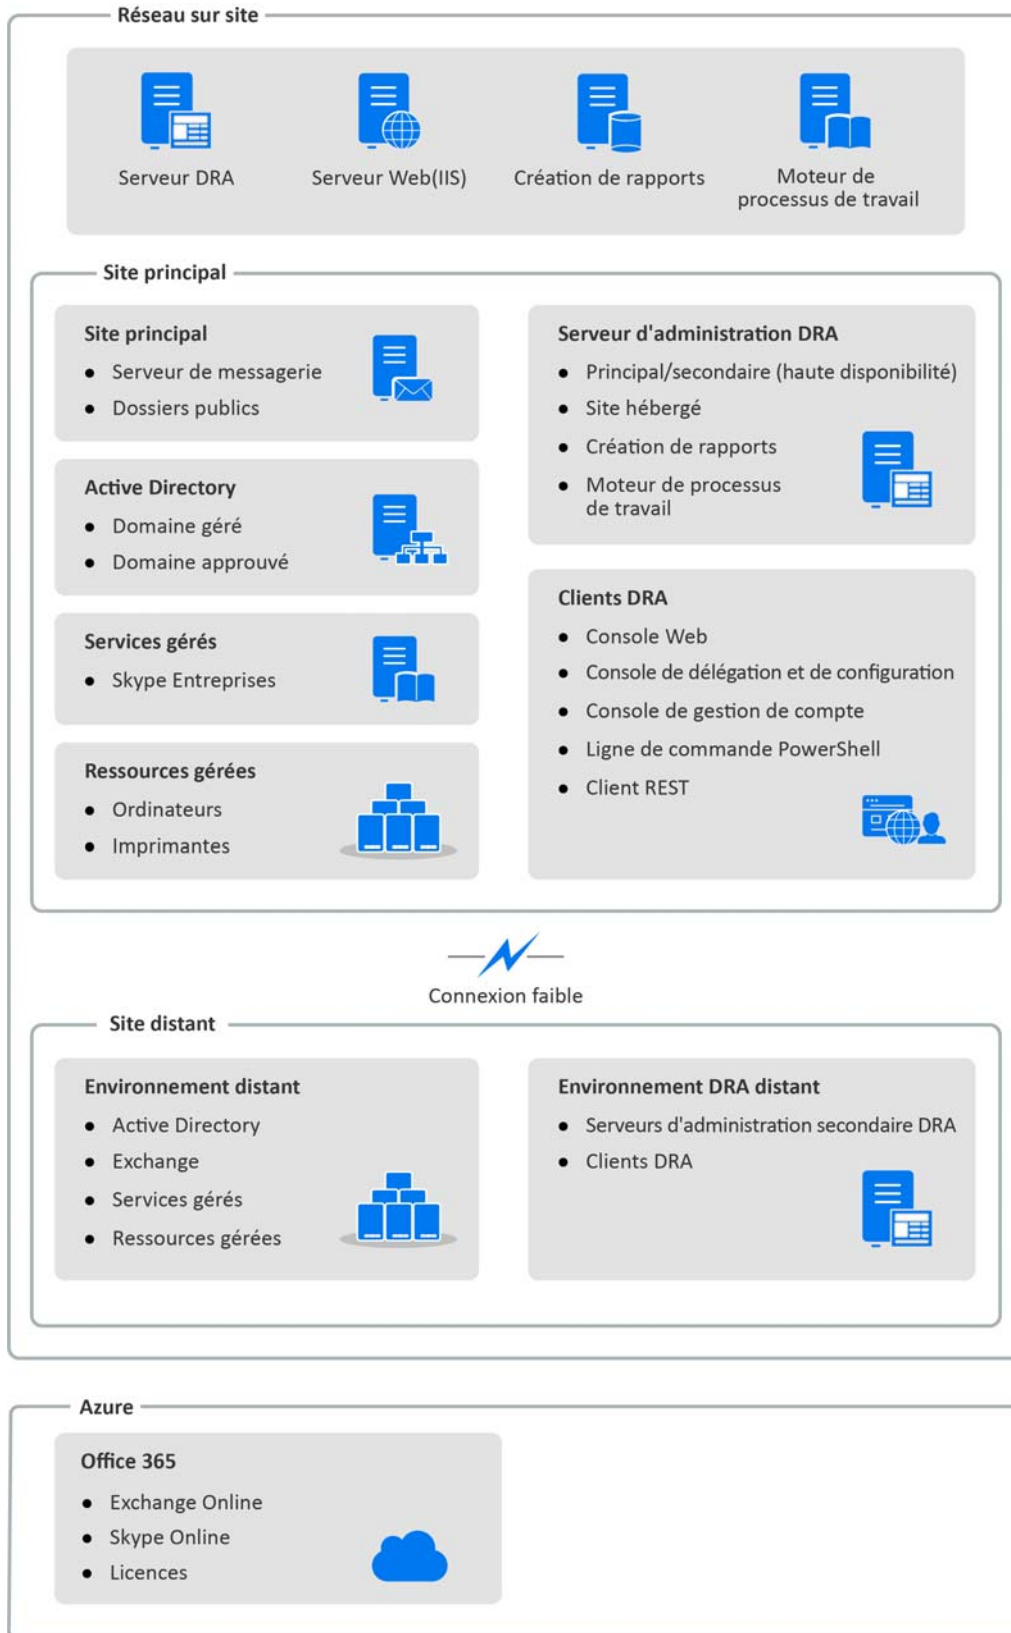 Réseau sur site
Serveur DRA
Serveur Web(IIS)
Création de rapports
Moteur de
processus de travail
Site principal
Site principal
● Serveur de messagerie
● Dossiers publics
Active Directory
● Domaine géré
● Domaine approuvé
Services gérés
● Skype Entreprises
Ressources gérées
● Ordinateurs
● Imprimantes
Serveur d'administration DRA
● Principal/secondaire (haute disponibilité)
● Site hébergé
● Création de rapports
● Moteur de processus
de travail
Clients DRA
● Console Web
● Console de délégation et de configuration
● Console de gestion de compte
● Ligne de commande PowerShell
● Client REST
Connexion faible
Site distant
Environnement distant
● Active Directory
● Exchange
● Services gérés
● Ressources gérées
Environnement DRA distant
● Serveurs d'administration secondaire DRA
● Clients DRA
Azure
Office 365
● Exchange Online
● Skype Online
● Licences